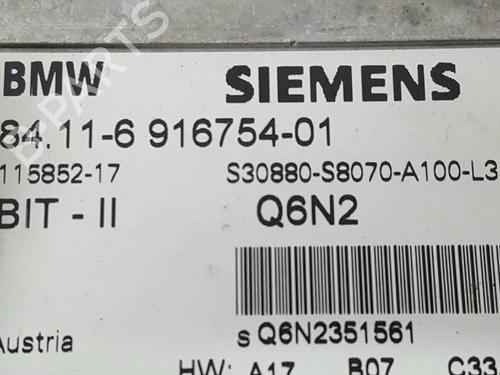 BMW SIEMENS
84.11-6 916754-01
115852-17 S30880-S8070-A100-L3
BIT - II Q6N2
s Q6N2351561
Austria
HW: A17 B07 C33
B-PARTS